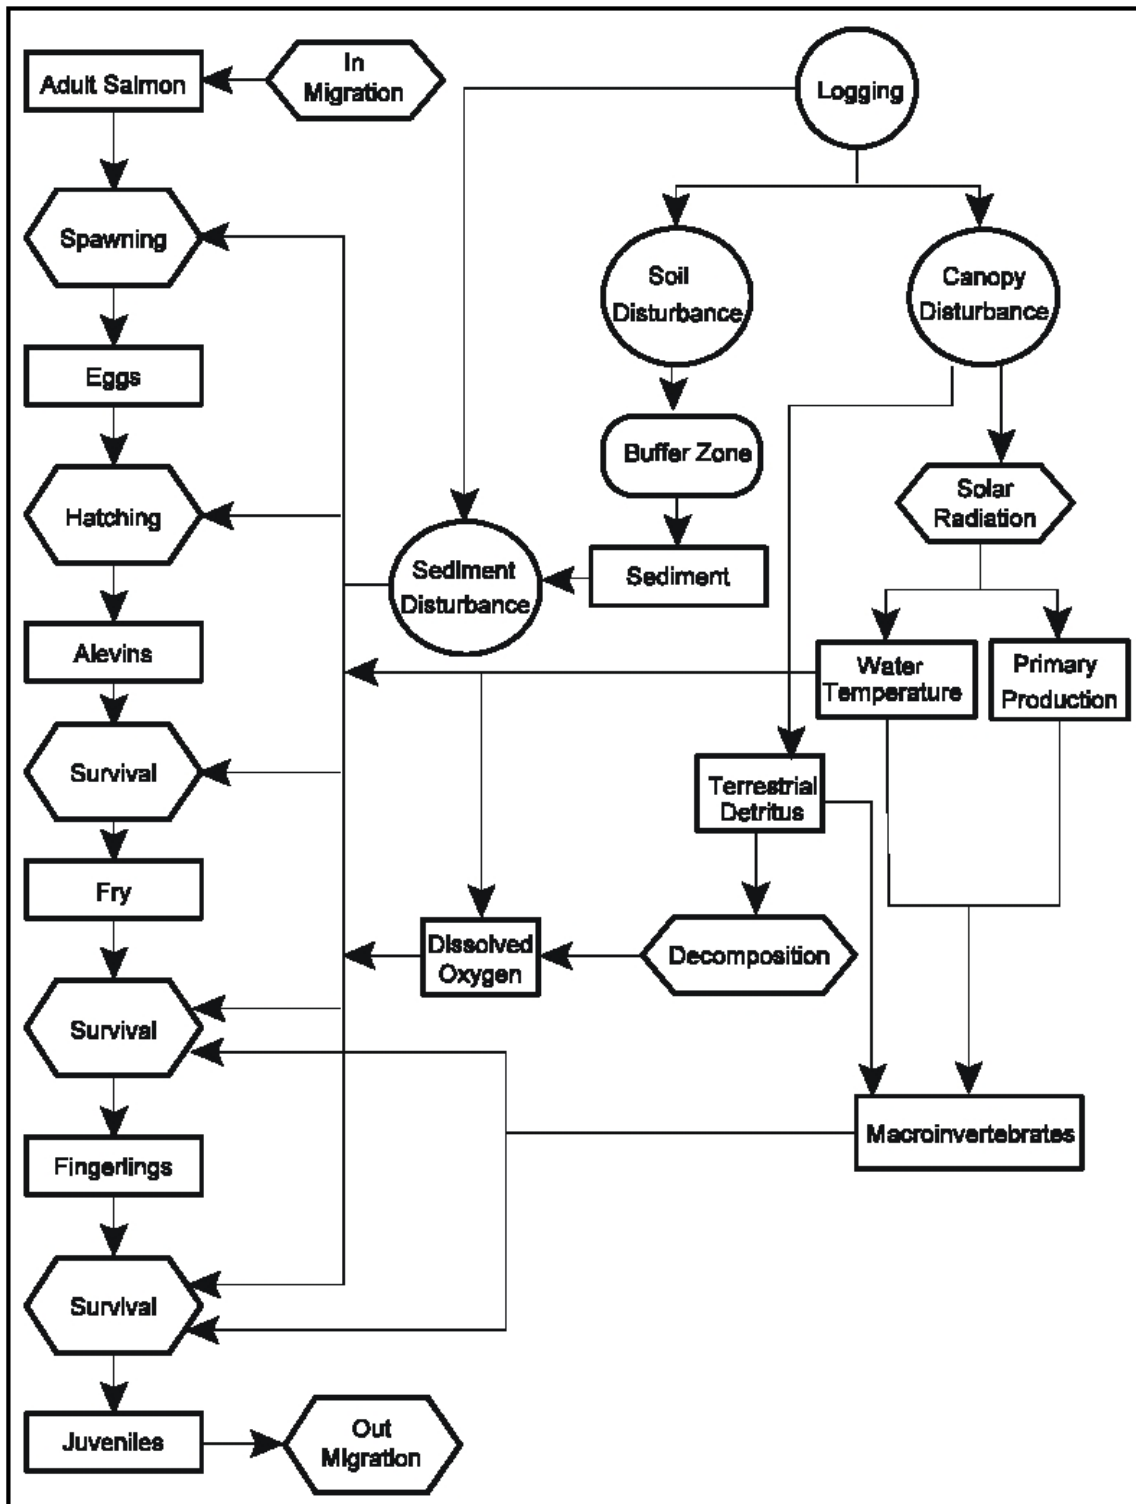 In
Migration
Adult Salmon
Logging
Spawning
Soil
Disturbance
Canopy
Disturbance
Eggs
Buffer Zone
Solar
Radiation
Hatching
Sediment
Disturbance
Sediment
Alevins
Water
Temperature
Primary
Production
Survival
Terrestrial
Detritus
Fry
Dissolved
Oxygen
Decomposition
Survival
Macroinvertebrates
Fingerlings
Survival
Juveniles
Out
Migration